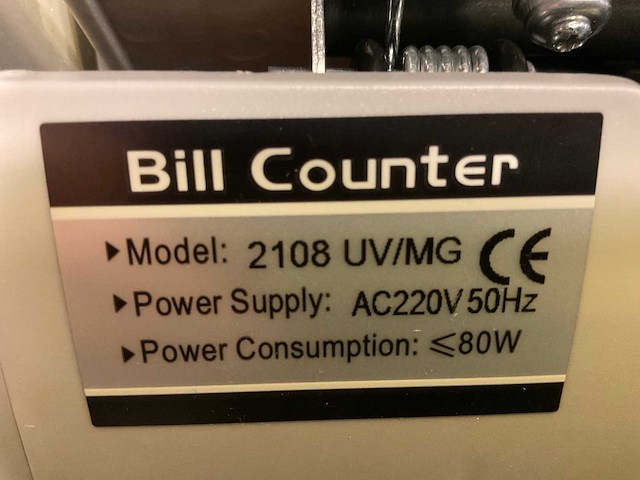 Bill Counter
▶Model: 2108 UV/MG CE
▶Power Supply: AC220V 50Hz
▶Power Consumption: ≤80W